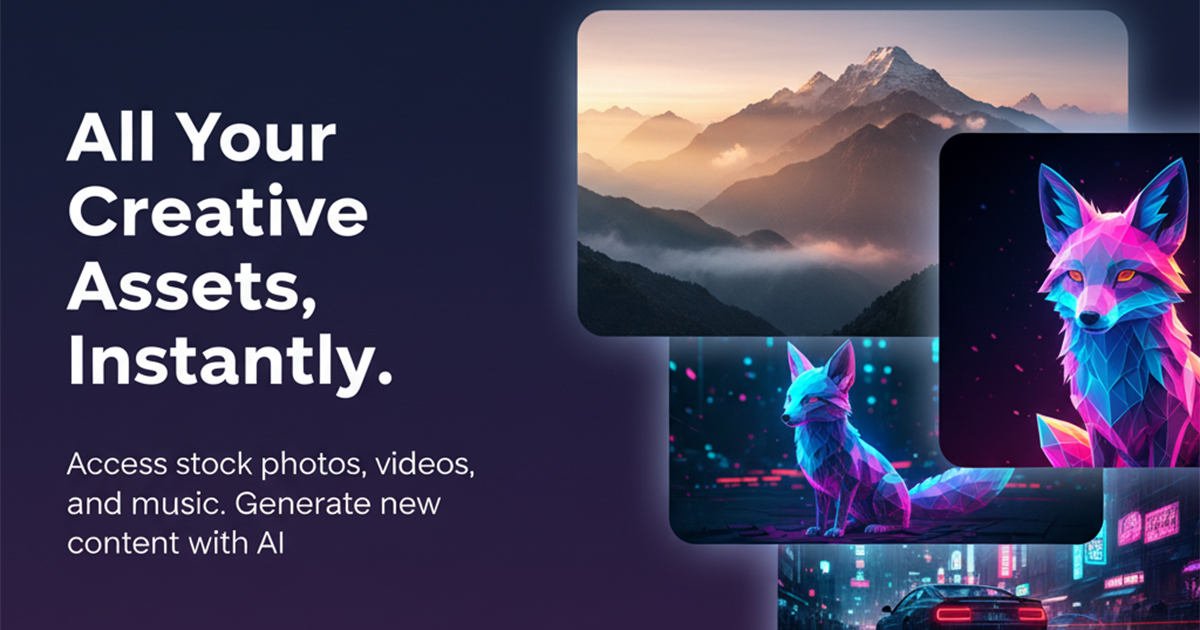 All Your
Creative
Assets,
Instantly.
Access stock photos, videos,
and music. Generate new
content with AI